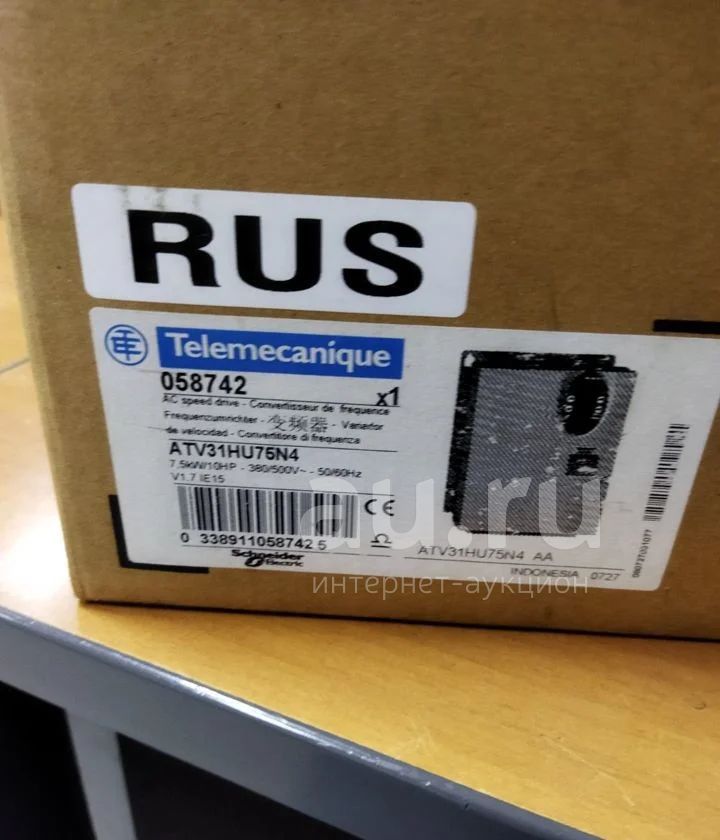 RUS
Telemecanique
058742
x1
AC speed drive - Convertisseur de frequence
Frequenzumrichter - 变频器 - Variador
de velocidad - Convertitore di frequenza
ATV31HU75N4
7,5kW/10HP - 380/500V~ - 50/60Hz
V1.7 IE15
CE
0 338911 058742 5
Schneider
Electric
ATV31HU75N4 AA
INDONESIA 0727
au.ru
интернет-аукцион